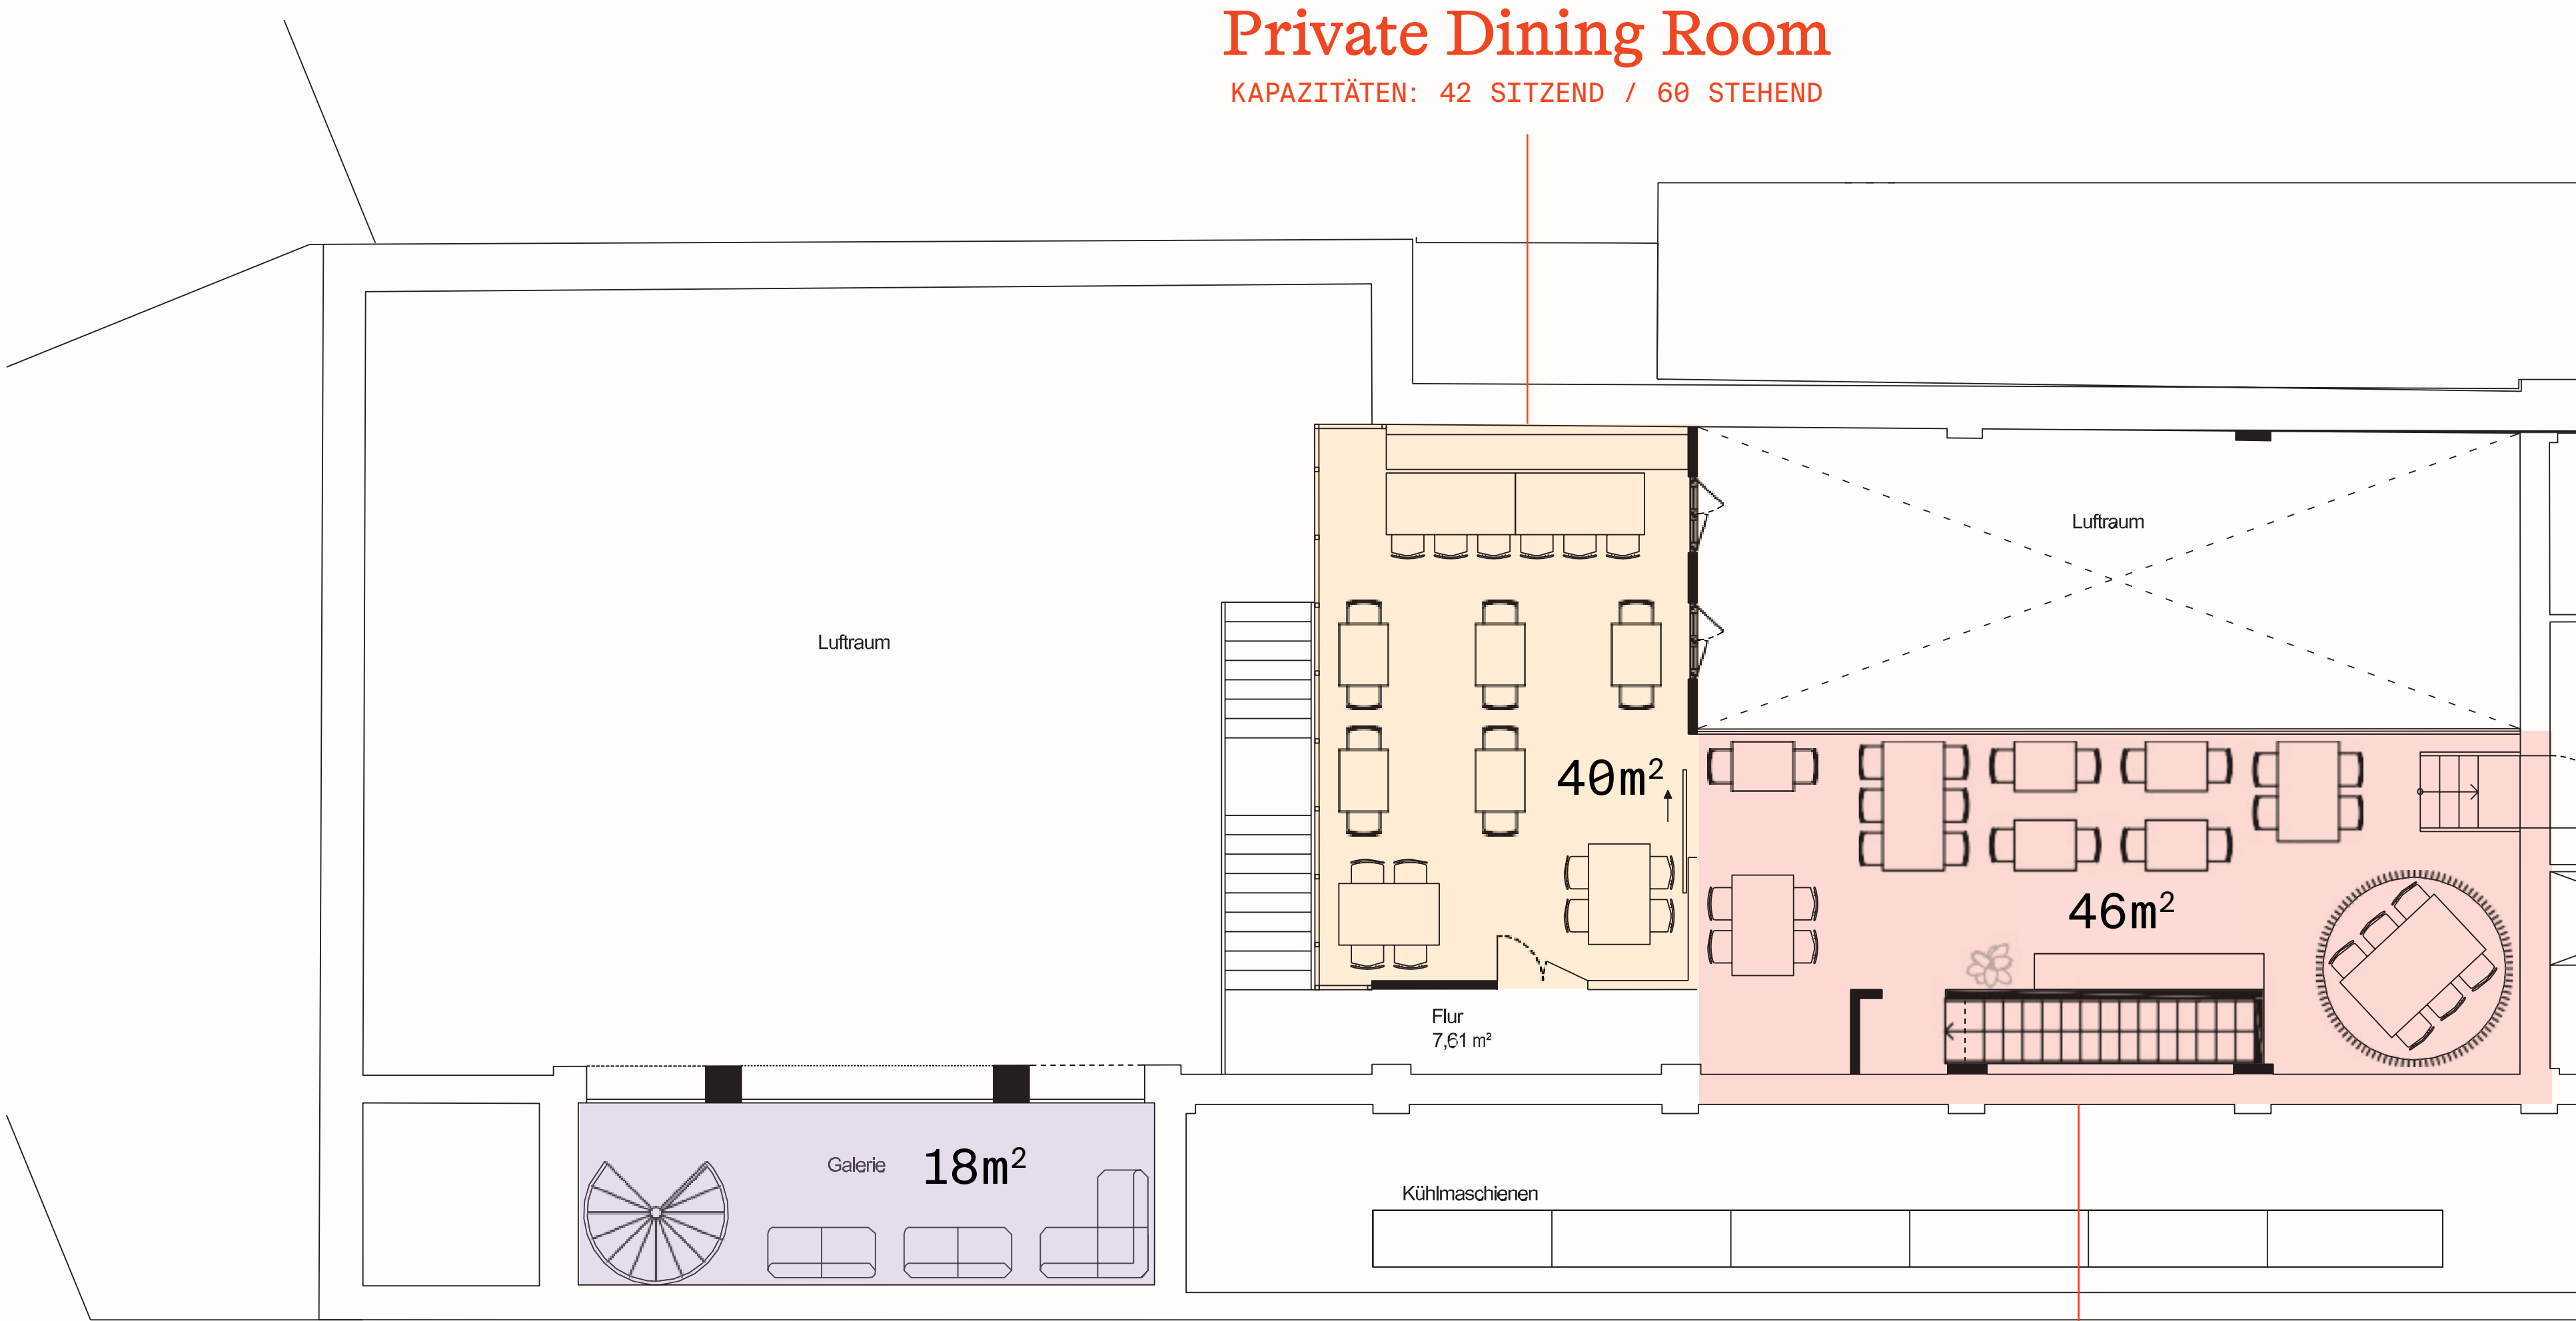 Private Dining Room
KAPAZITÄTEN: 42 SITZEND / 60 STEHEND
Luftraum
Luftraum
40m²
46m²
Flur
7,61 m²
Galerie
18m²
Kühlmaschienen